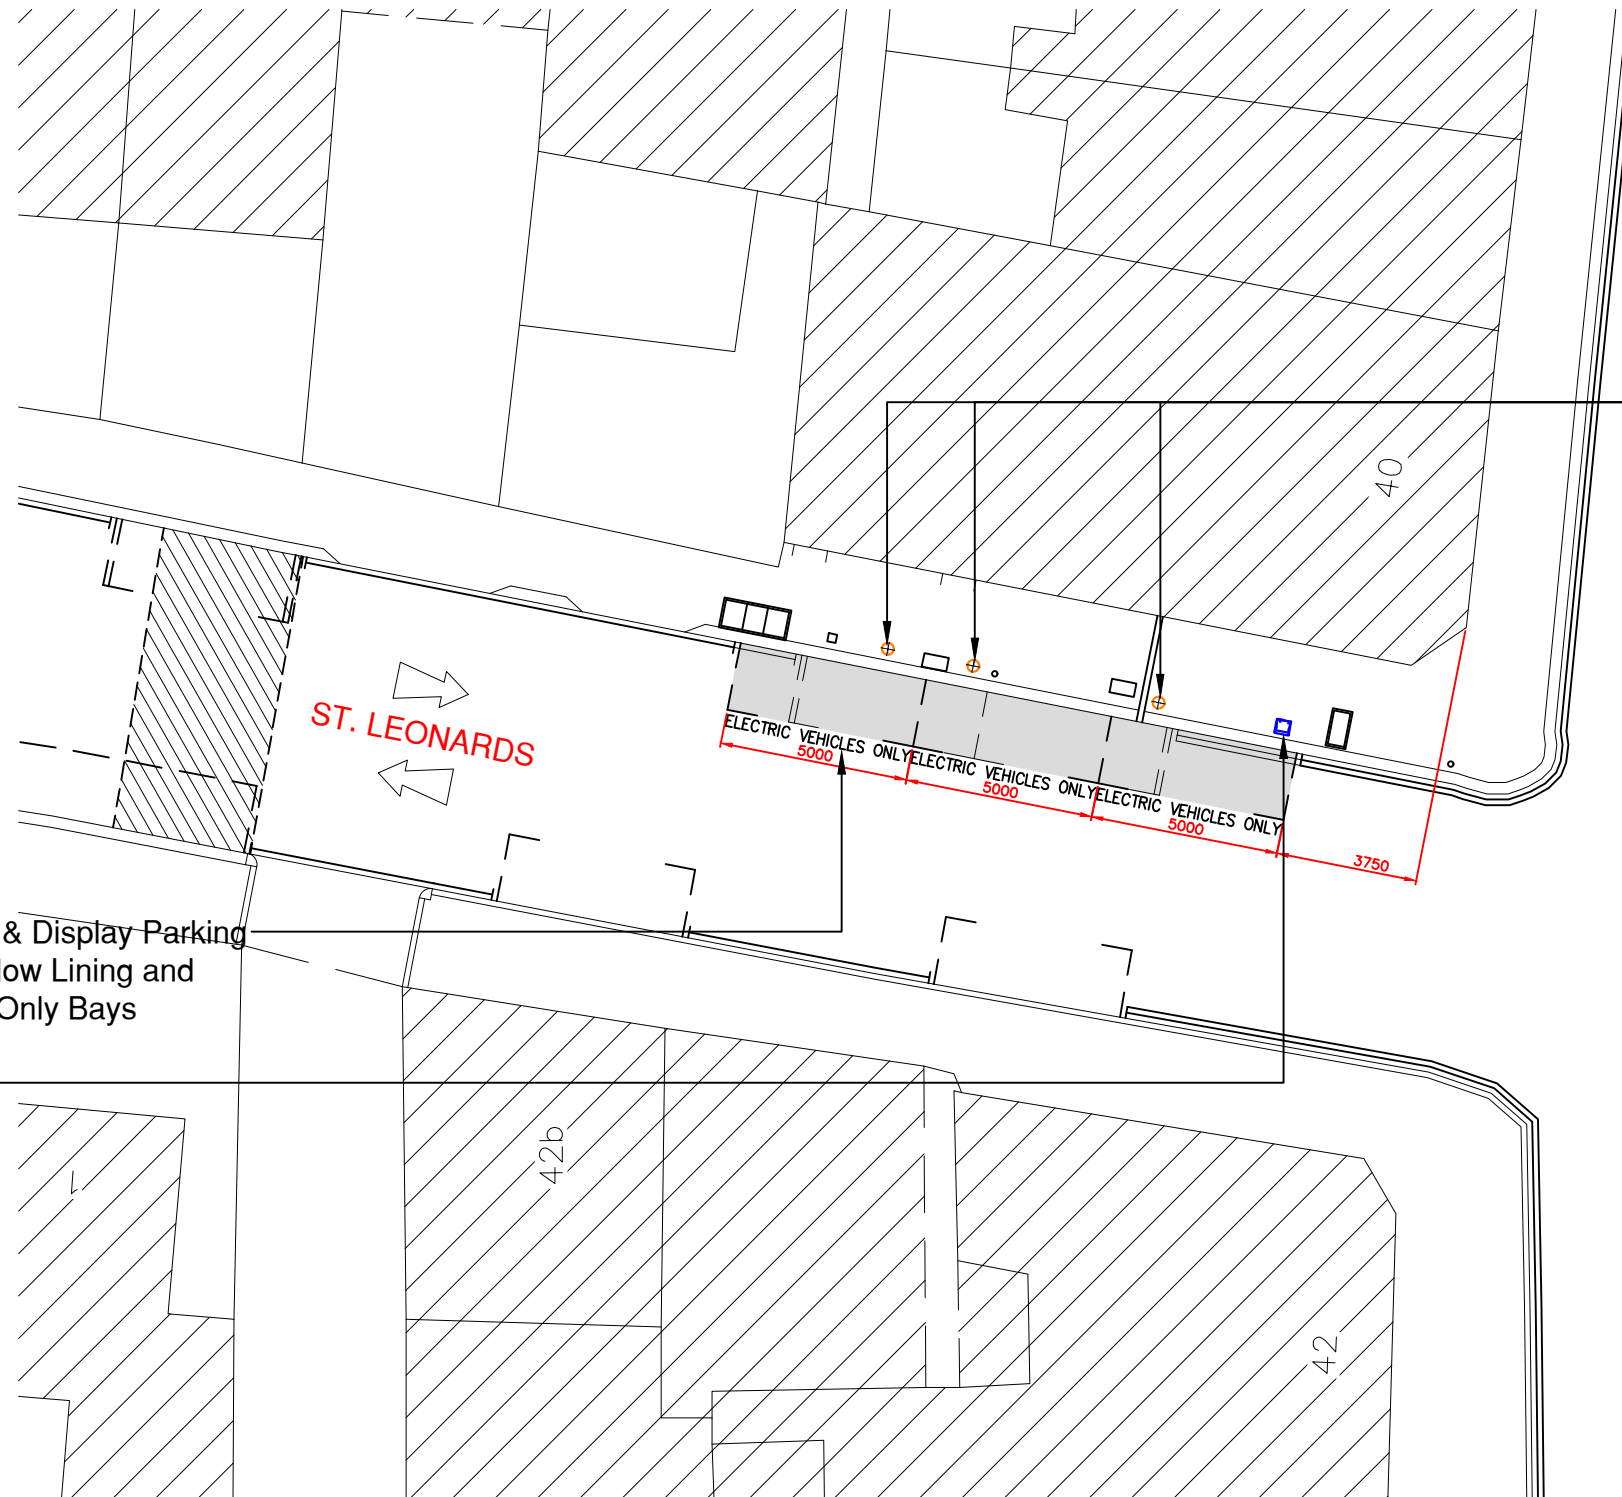 40
ST. LEONARDS
ELECTRIC VEHICLES ONLY
ELECTRIC VEHICLES ONLY
ELECTRIC VEHICLES ONLY
5000
5000
5000
3750
& Display Parking
low Lining and
Only Bays
42b
42